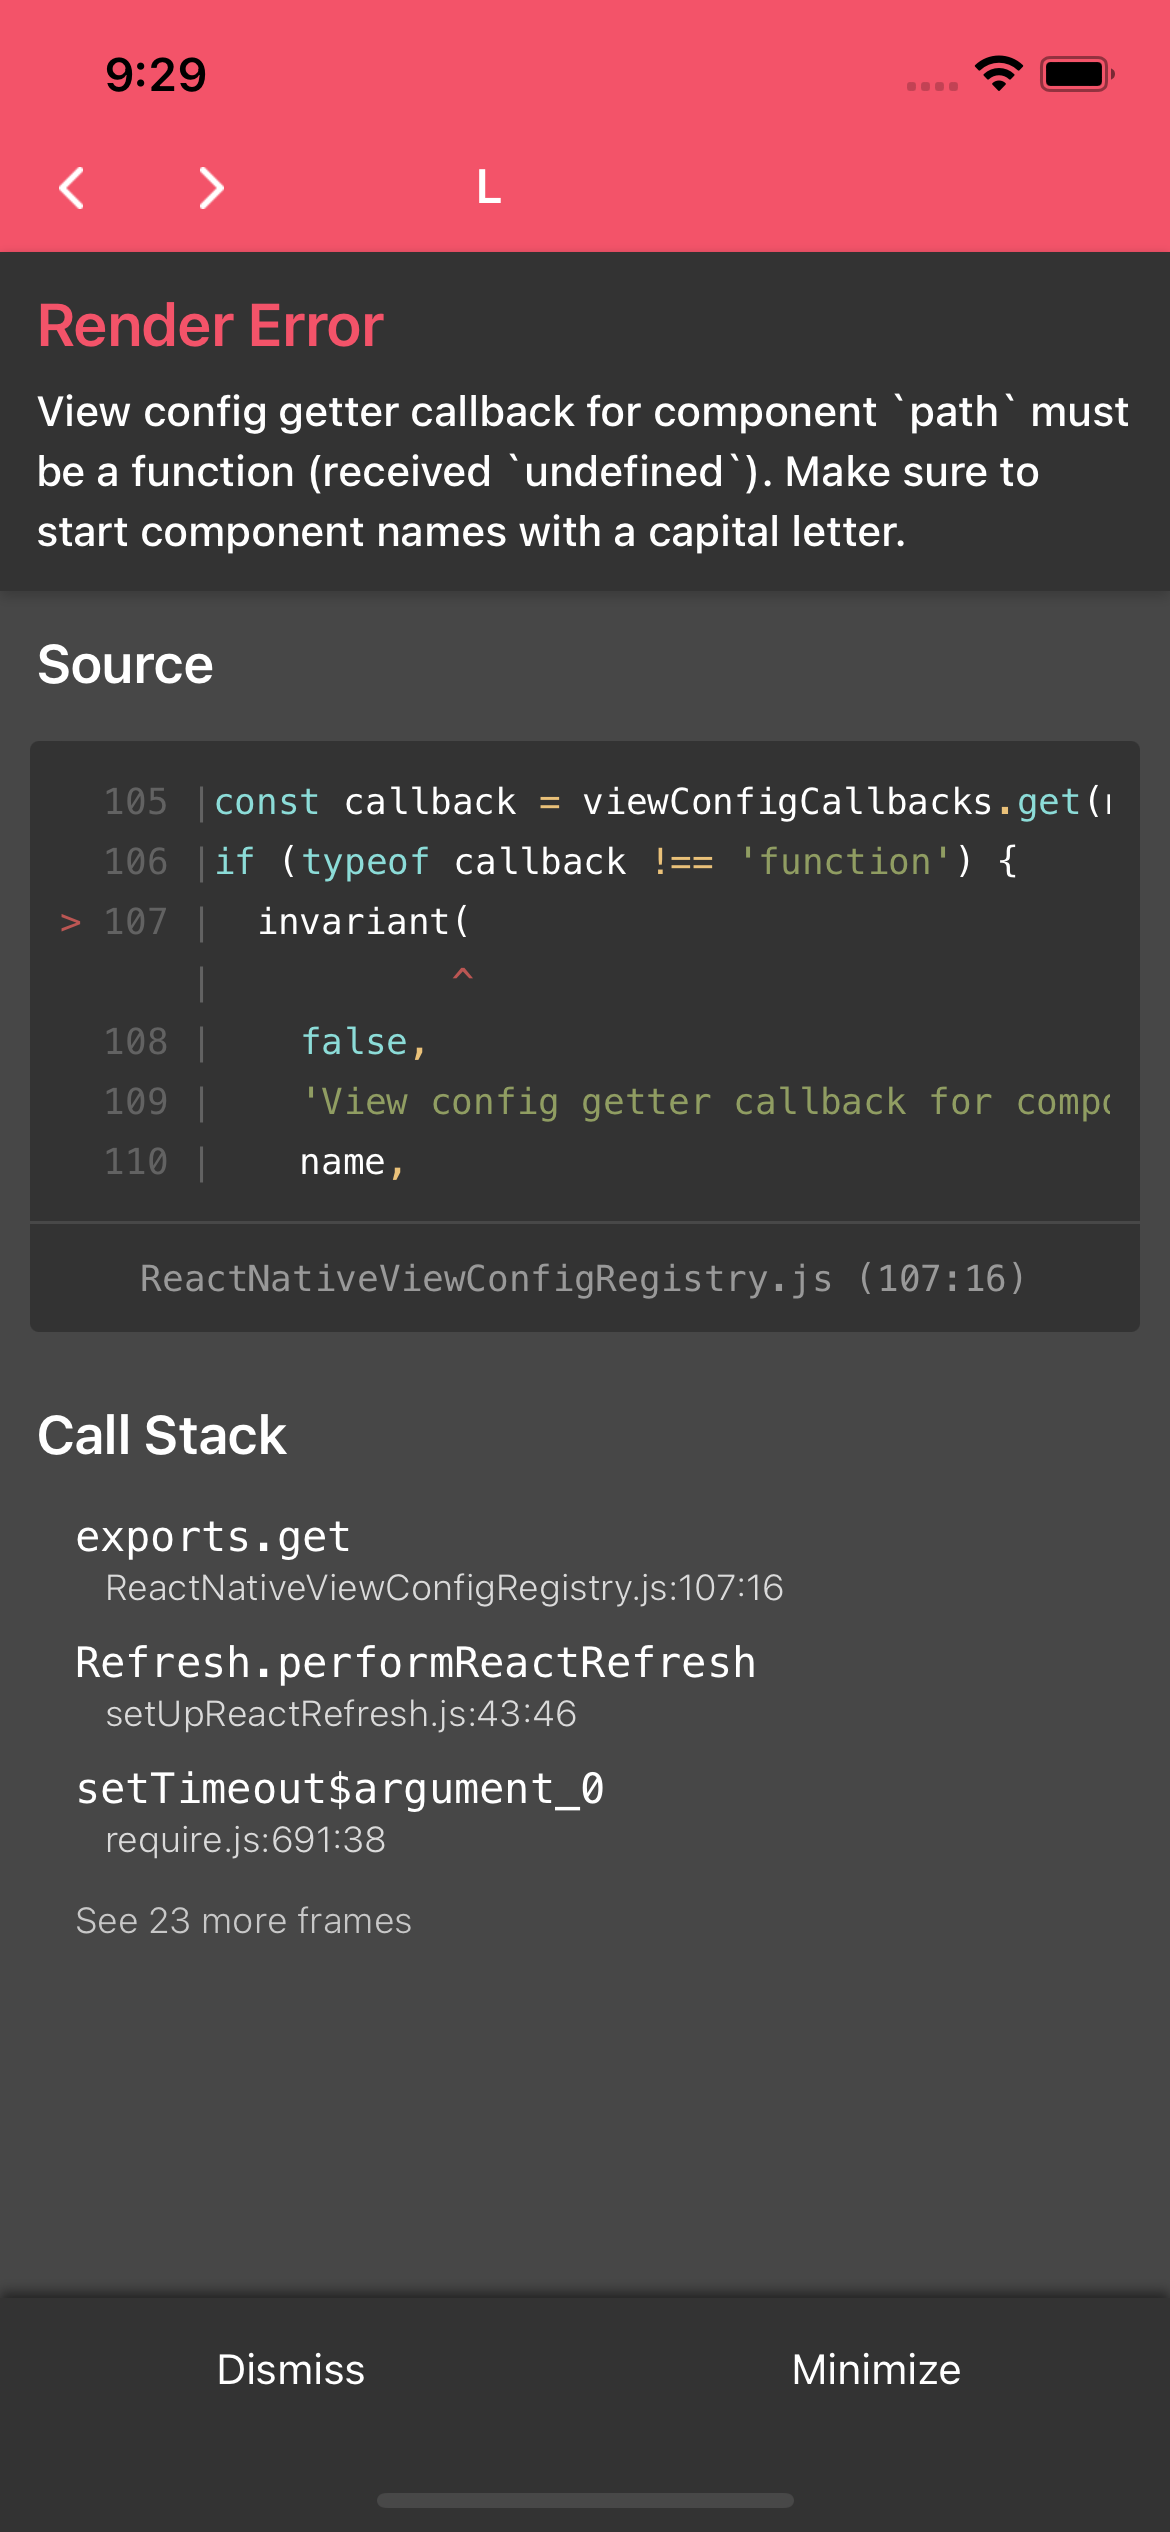 9:29
L
Render Error
View config getter callback for component `path` must
be a function (received `undefined`). Make sure to
start component names with a capital letter.
Source
105 |const callback = viewConfigCallbacks.get(
106 |if (typeof callback !== 'function') {
> 107 |  invariant(
|           ^
108 |    false,
109 |    'View config getter callback for comp
110 |    name,
ReactNativeViewConfigRegistry.js (107:16)
Call Stack
exports.get
ReactNativeViewConfigRegistry.js:107:16
Refresh.performReactRefresh
setUpReactRefresh.js:43:46
setTimeout$argument_0
require.js:691:38
See 23 more frames
Dismiss
Minimize